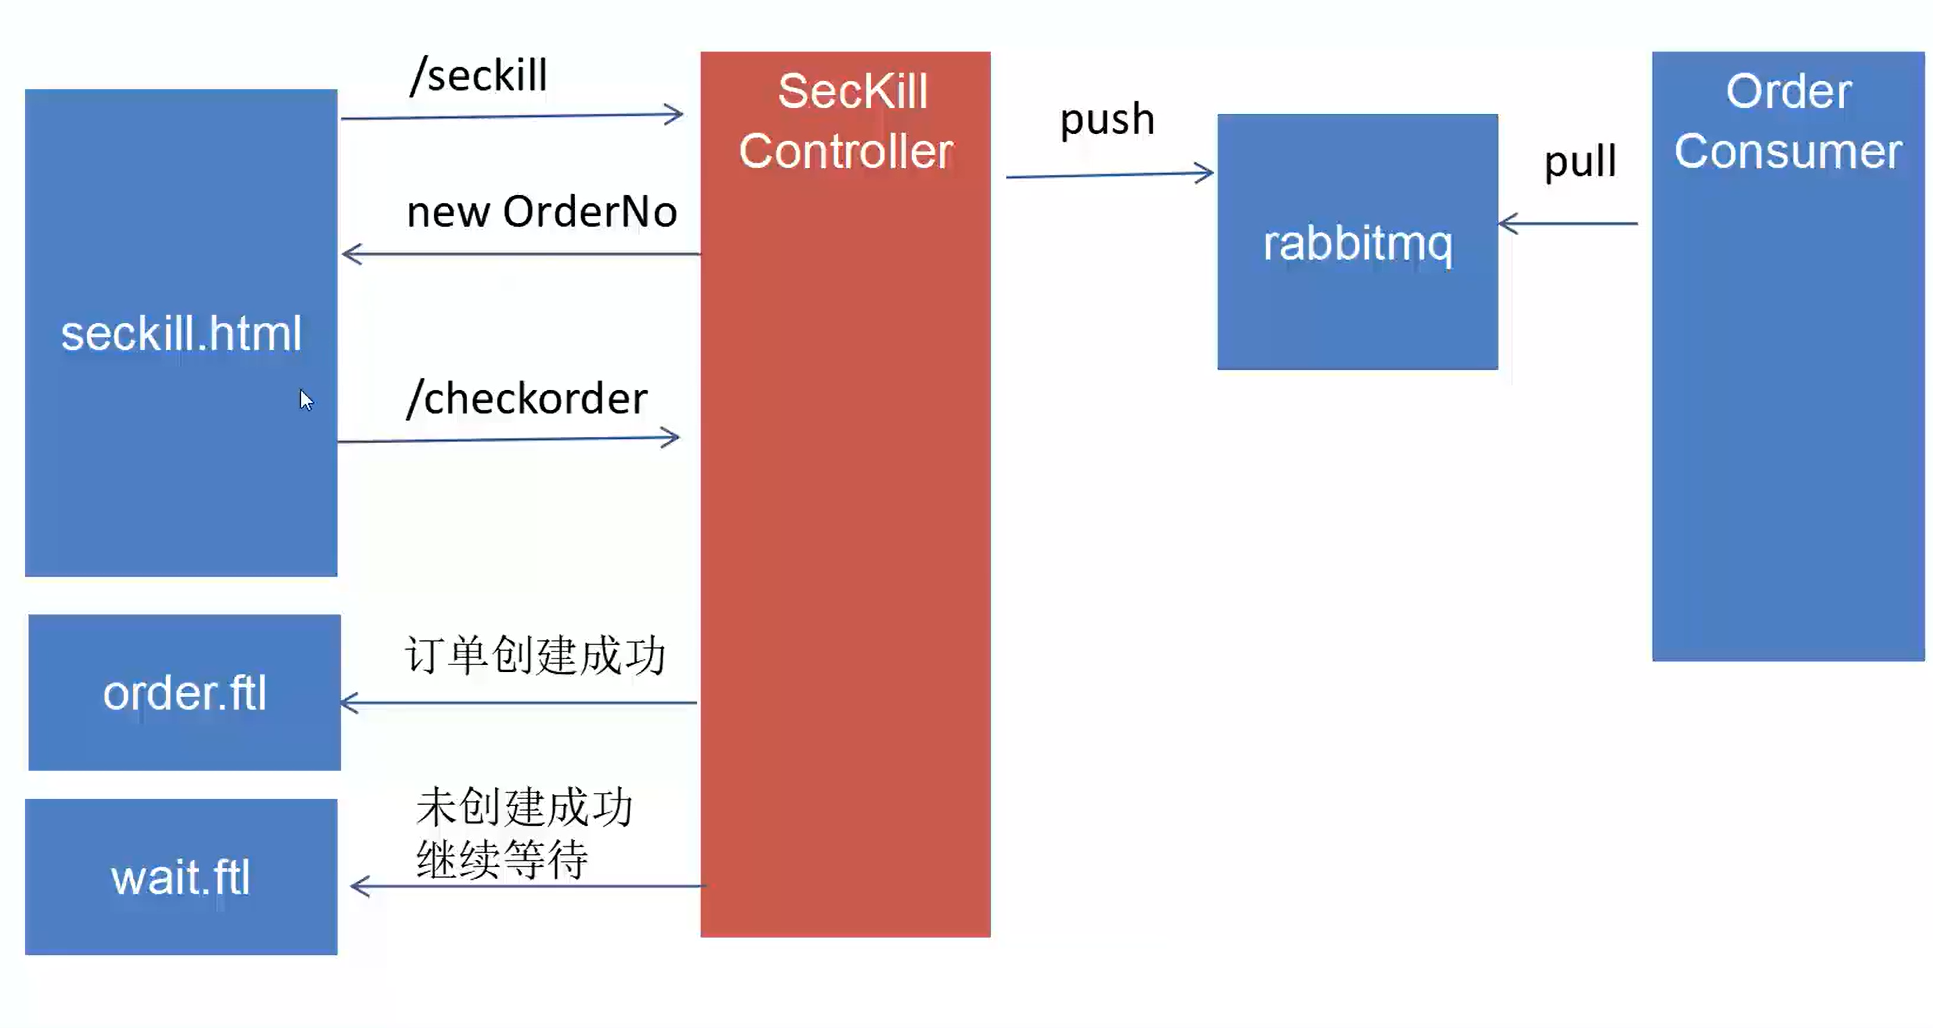 /seckill
SecKill
Controller
push
Order
Consumer
pull
new OrderNo
rabbitmq
seckill.html
/checkorder
订单创建成功
order.ftl
未创建成功
继续等待
wait.ftl